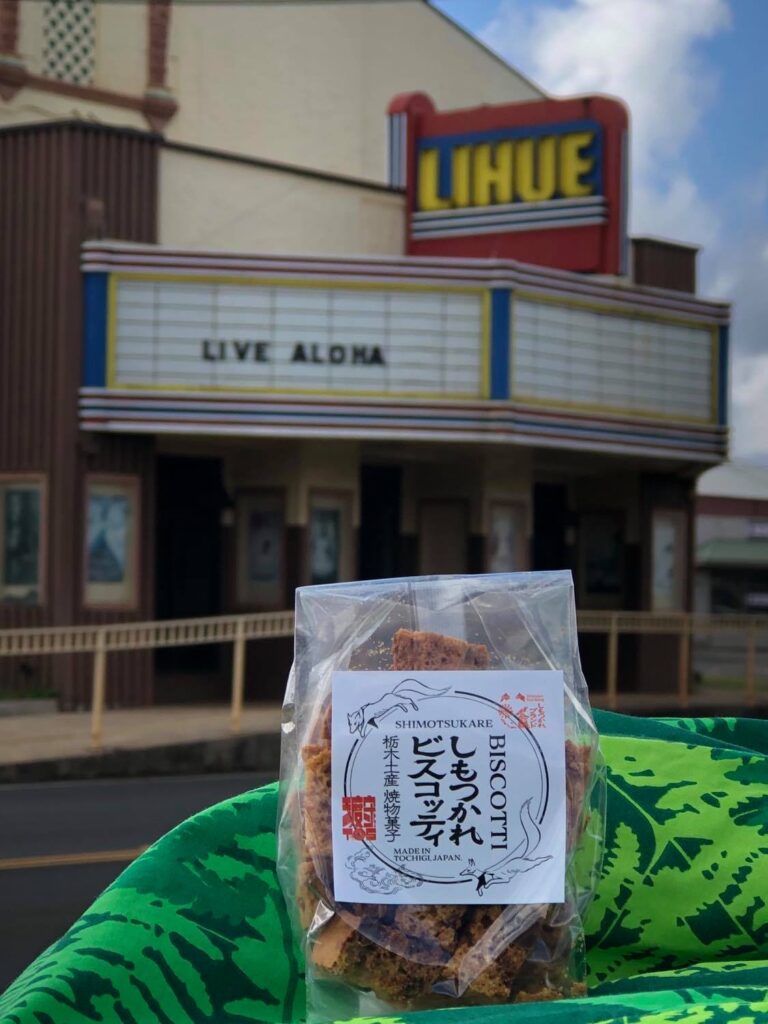 LIHUE
LIVE ALOHA
SHIMOTSUKARE
BISCOTTI
しもつかれ
ビスコッティ
栃木土産 焼物菓子
MADE IN
TOCHIGI,JAPAN.